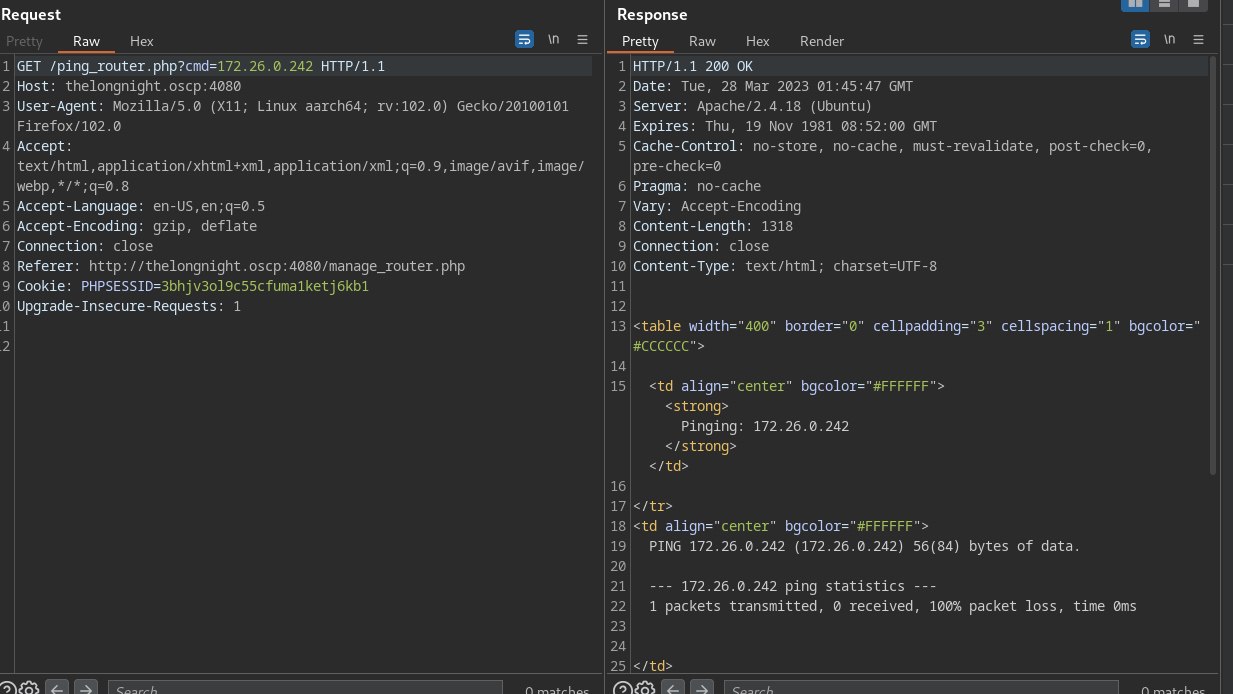 Request
Pretty Raw Hex \n
1 GET /ping_router.php?cmd=172.26.0.242 HTTP/1.1
2 Host: thelongnight.oscp:4080
3 User-Agent: Mozilla/5.0 (X11; Linux aarch64; rv:102.0) Gecko/20100101
Firefox/102.0
4 Accept:
text/html,application/xhtml+xml,application/xml;q=0.9,image/avif,image/
webp,*/*;q=0.8
5 Accept-Language: en-US,en;q=0.5
6 Accept-Encoding: gzip, deflate
7 Connection: close
8 Referer: http://thelongnight.oscp:4080/manage_router.php
9 Cookie: PHPSESSID=3bhjv3ol9c55cfuma1ketj6kb1
10 Upgrade-Insecure-Requests: 1
11
12
Search
0 matches
Response
Pretty Raw Hex Render \n
1 HTTP/1.1 200 OK
2 Date: Tue, 28 Mar 2023 01:45:47 GMT
3 Server: Apache/2.4.18 (Ubuntu)
4 Expires: Thu, 19 Nov 1981 08:52:00 GMT
5 Cache-Control: no-store, no-cache, must-revalidate, post-check=0,
pre-check=0
6 Pragma: no-cache
7 Vary: Accept-Encoding
8 Content-Length: 1318
9 Connection: close
10 Content-Type: text/html; charset=UTF-8
11
12
13 <table width="400" border="0" cellpadding="3" cellspacing="1" bgcolor="
#CCCCCC">
14
15 <td align="center" bgcolor="#FFFFFF">
<strong>
Pinging: 172.26.0.242
</strong>
</td>
16
17 </tr>
18 <td align="center" bgcolor="#FFFFFF">
19 PING 172.26.0.242 (172.26.0.242) 56(84) bytes of data.
20
21 --- 172.26.0.242 ping statistics ---
22 1 packets transmitted, 0 received, 100% packet loss, time 0ms
23
24
25 </td>
Search
0 matches